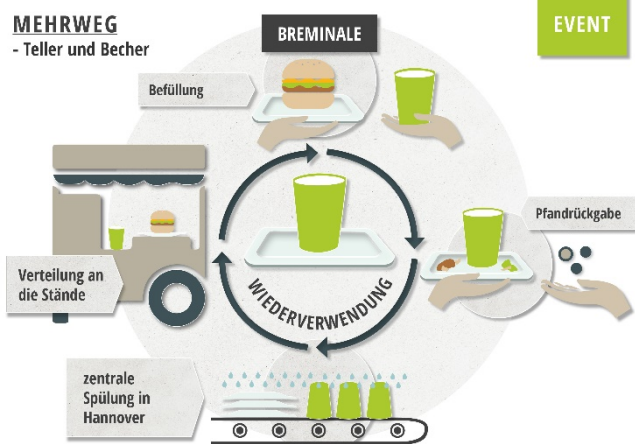 MEHRWEG
- Teller und Becher
BREMINALE
EVENT
Befüllung
Pfandrückgabe
WIEDERVERWENDUNG
Verteilung an
die Stände
zentrale
Spülung in
Hannover